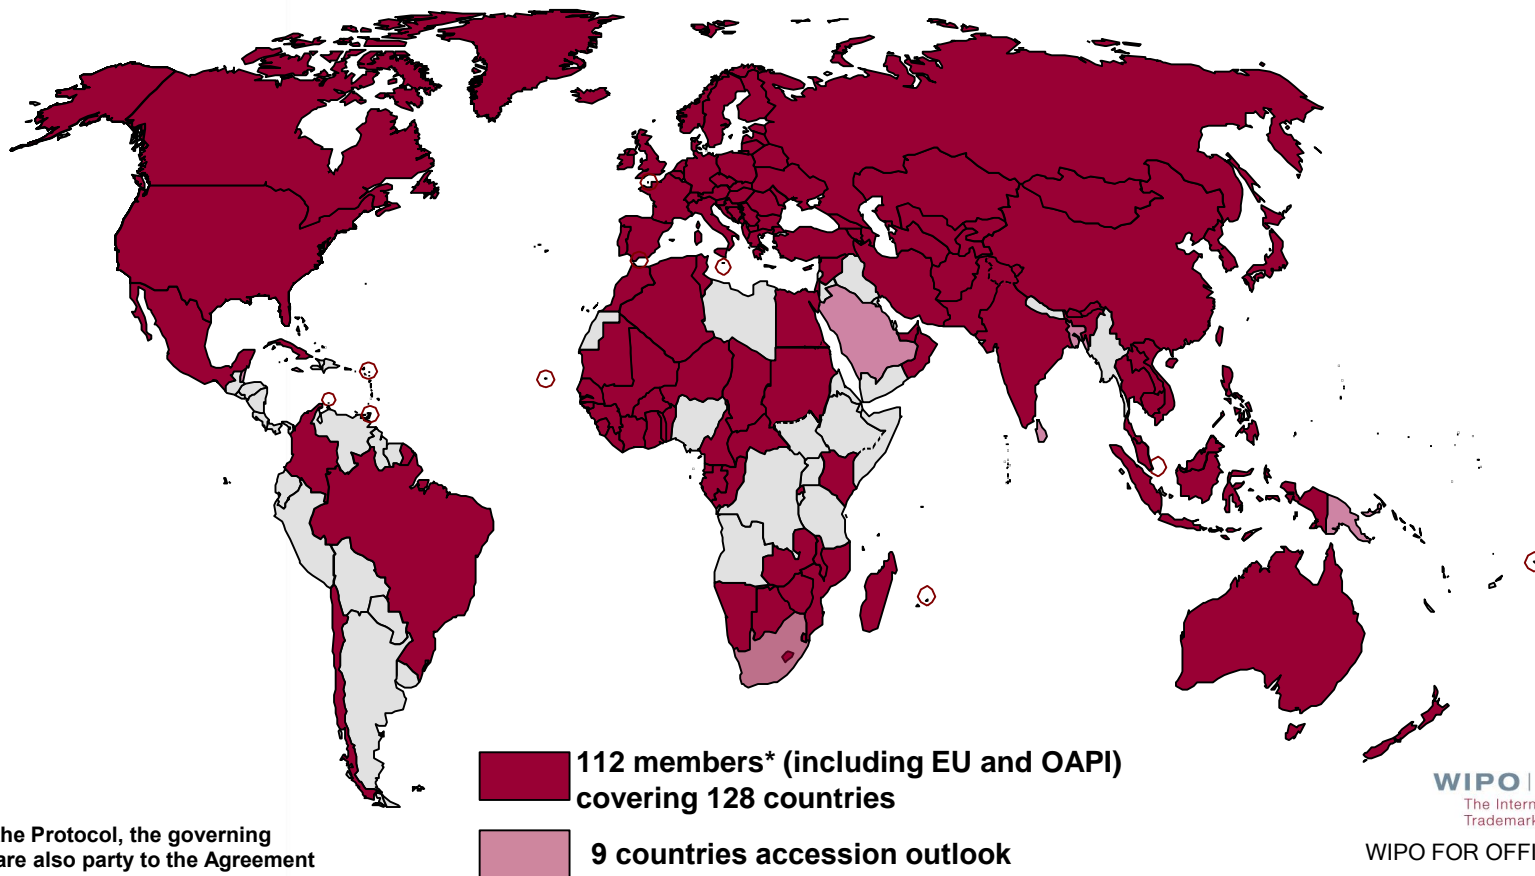 112 members* (including EU and OAPI)
covering 128 countries
9 countries accession outlook
he Protocol, the governing
are also party to the Agreement
WIPO |
The Intern
Trademark
WIPO FOR OFFI